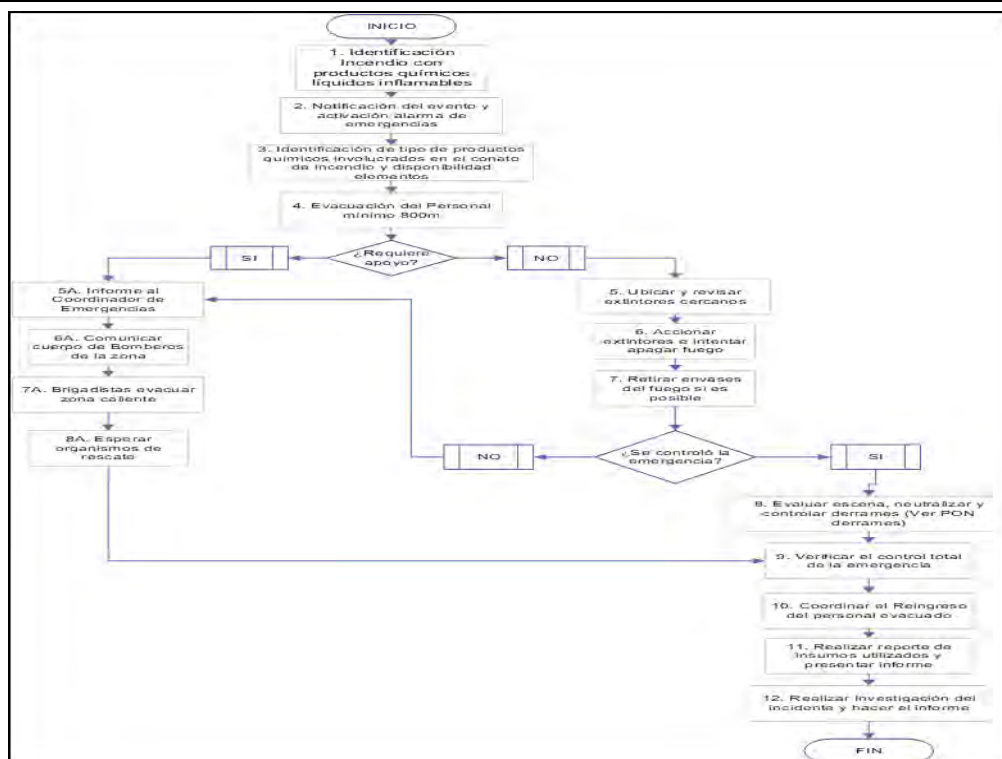 INICIO
1. Identificación
Incendio con
productos químicos
líquidos inflamables
2. Notificación del evento y
activación alarma de
emergencias
3. Identificación de tipo de productos
químicos involucrados en el conato
de incendio y disponibilidad
elementos
4. Evacuación del Personal
mínimo 800m
¿Requiere
apoyo?
SI
NO
5A. Informe al
Coordinador de
Emergencias
6A. Comunicar
cuerpo de Bomberos
de la zona
7A. Brigadistas evacuar
zona caliente
8A. Esperar
organismos de
rescate
5. Ubicar y revisar
extintores cercanos
6. Accionar
extintores e intentar
apagar fuego
7. Retirar envases
del fuego si es
posible
¿Se controló la
emergencia?
NO
SI
8. Evaluar escena, neutralizar y
controlar derrames (Ver PON
derrames)
9. Verificar el control total
de la emergencia
10. Coordinar el Reingreso
del personal evacuado
11. Realizar reporte de
insumos utilizados y
presentar informe
12. Realizar Investigación del
incidente y hacer el informe
FIN